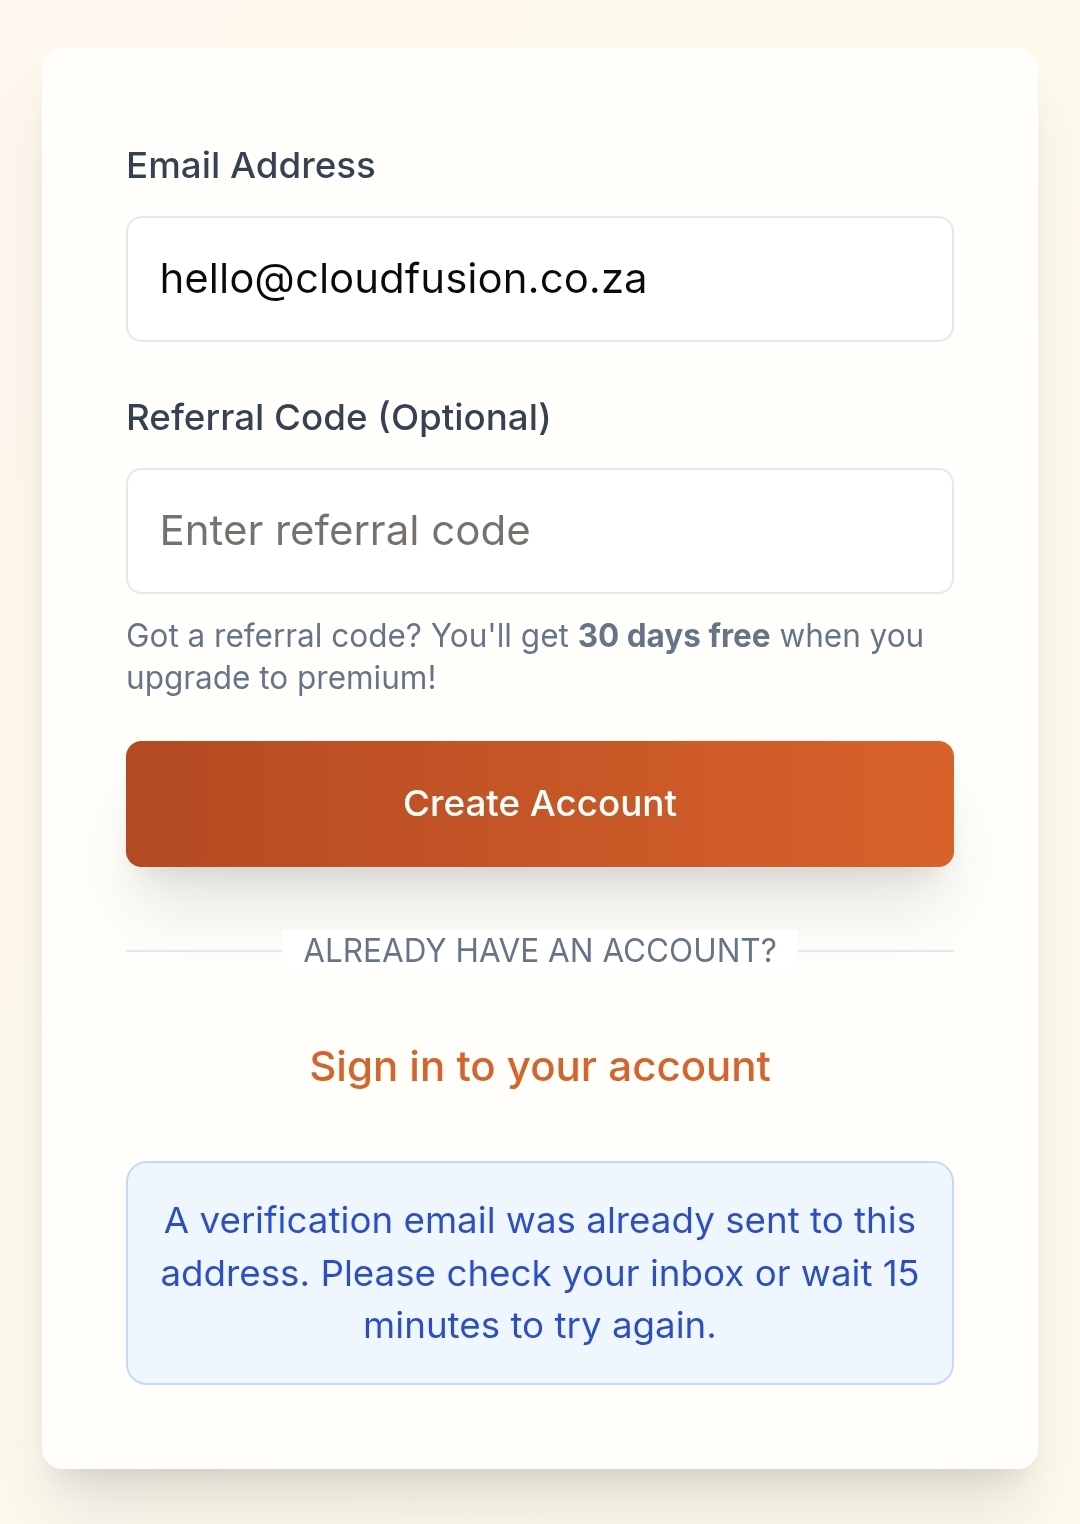 Email Address
hello@cloudfusion.co.za
Referral Code (Optional)
Enter referral code
Got a referral code? You'll get 30 days free when you
upgrade to premium!
Create Account
ALREADY HAVE AN ACCOUNT?
Sign in to your account
A verification email was already sent to this
address. Please check your inbox or wait 15
minutes to try again.